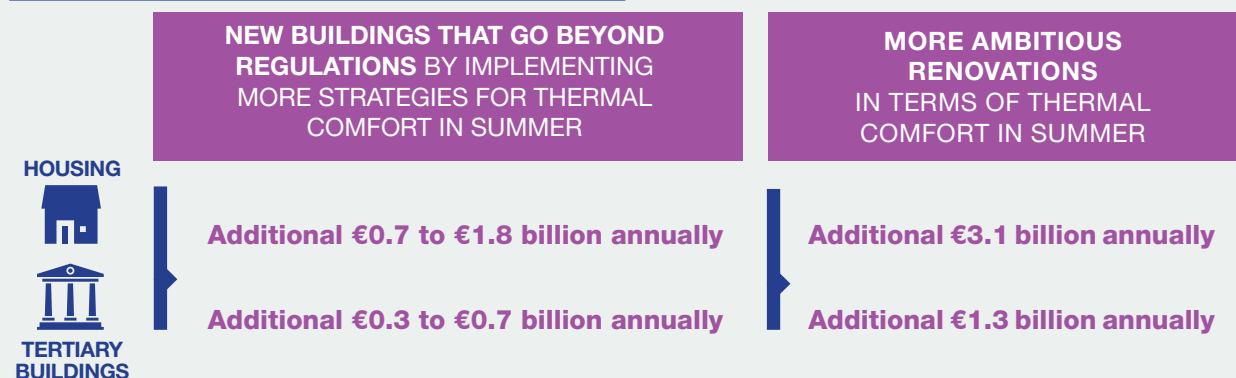 NEW BUILDINGS THAT GO BEYOND
REGULATIONS BY IMPLEMENTING
MORE STRATEGIES FOR THERMAL
COMFORT IN SUMMER
MORE AMBITIOUS
RENOVATIONS
IN TERMS OF THERMAL
COMFORT IN SUMMER
HOUSING
Additional €0.7 to €1.8 billion annually
Additional €3.1 billion annually
Additional €0.3 to €0.7 billion annually
Additional €1.3 billion annually
TERTIARY
BUILDINGS